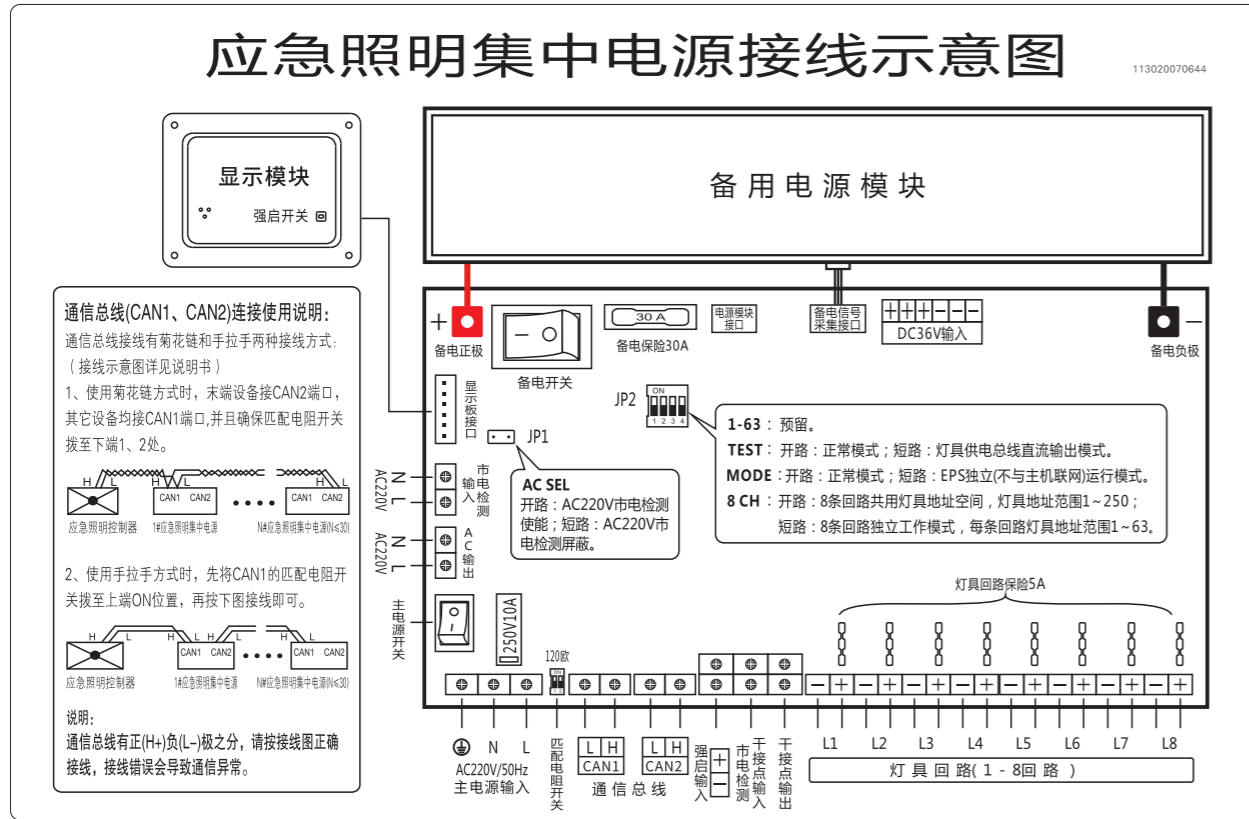 应急照明集中电源接线示意图
113020070644
显示模块
强启开关
备用电源模块
通信总线(CAN1、CAN2)连接使用说明:
通信总线接线有菊花链和手拉手两种接线方式:
(接线示意图详见说明书)
1、使用菊花链方式时，末端设备接CAN2端口，
其它设备均接CAN1端口,并且确保匹配电阻开关
拨至下端1、2处。
H L H L H L
CAN1 CAN2 CAN1 CAN2
应急照明控制器 1#应急照明集中电源 N#应急照明集中电源(N≤30)
2、使用手拉手方式时，先将CAN1的匹配电阻开
关拨至上端ON位置，再按下图接线即可。
H L H L H L H L
CAN1 CAN2 CAN1 CAN2
应急照明控制器 1#应急照明集中电源 N#应急照明集中电源(N≤30)
说明:
通信总线有正(H+)负(L−)极之分，请按接线图正确
接线，接线错误会导致通信异常。
+
备电正极
备电开关
30 A
备电保险30A
电源模块
接口
备电信号
采集接口
+++−−−
DC36V输入
−
备电负极
显示板接口
JP1
AC SEL
开路：AC220V市电检测
使能；短路：AC220V市
电检测屏蔽。
JP2
ON
1 2 3 4
1-63：预留。
TEST：开路：正常模式；短路：灯具供电总线直流输出模式。
MODE：开路：正常模式；短路：EPS独立(不与主机联网)运行模式。
8 CH：开路：8条回路共用灯具地址空间，灯具地址范围1~250；
短路：8条回路独立工作模式，每条回路灯具地址范围1~63。
AC220V
N
L
市电检测输入
AC220V
N
L
AC输出
主电源开关
250V10A
120欧
ON
灯具回路保险5A
− + − + − + − + − + − + − + − +
N L
AC220V/50Hz
主电源输入
匹配电阻开关
L H
CAN1
L H
CAN2
通信总线
强启输入
+
−
市电检测
干接点输入
干接点输出
L1 L2 L3 L4 L5 L6 L7 L8
灯具回路(1-8回路)